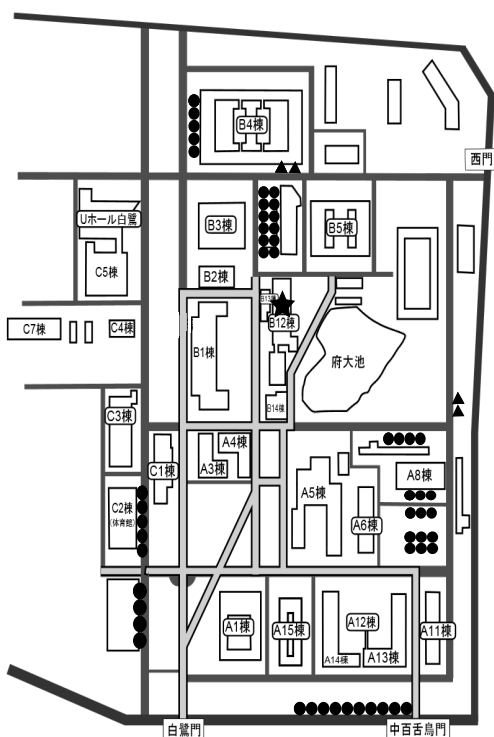 B4棟
西門
Uホール白鷺
B3棟
B5棟
C5棟
B2棟
B13棟
B12棟
C7棟
C4棟
B1棟
府大池
B14棟
C3棟
A4棟
A3棟
C1棟
A8棟
A5棟
C2棟
(体育館)
A6棟
A1棟
A15棟
A12棟
A11棟
A14棟
A13棟
白鷺門
中百舌鳥門